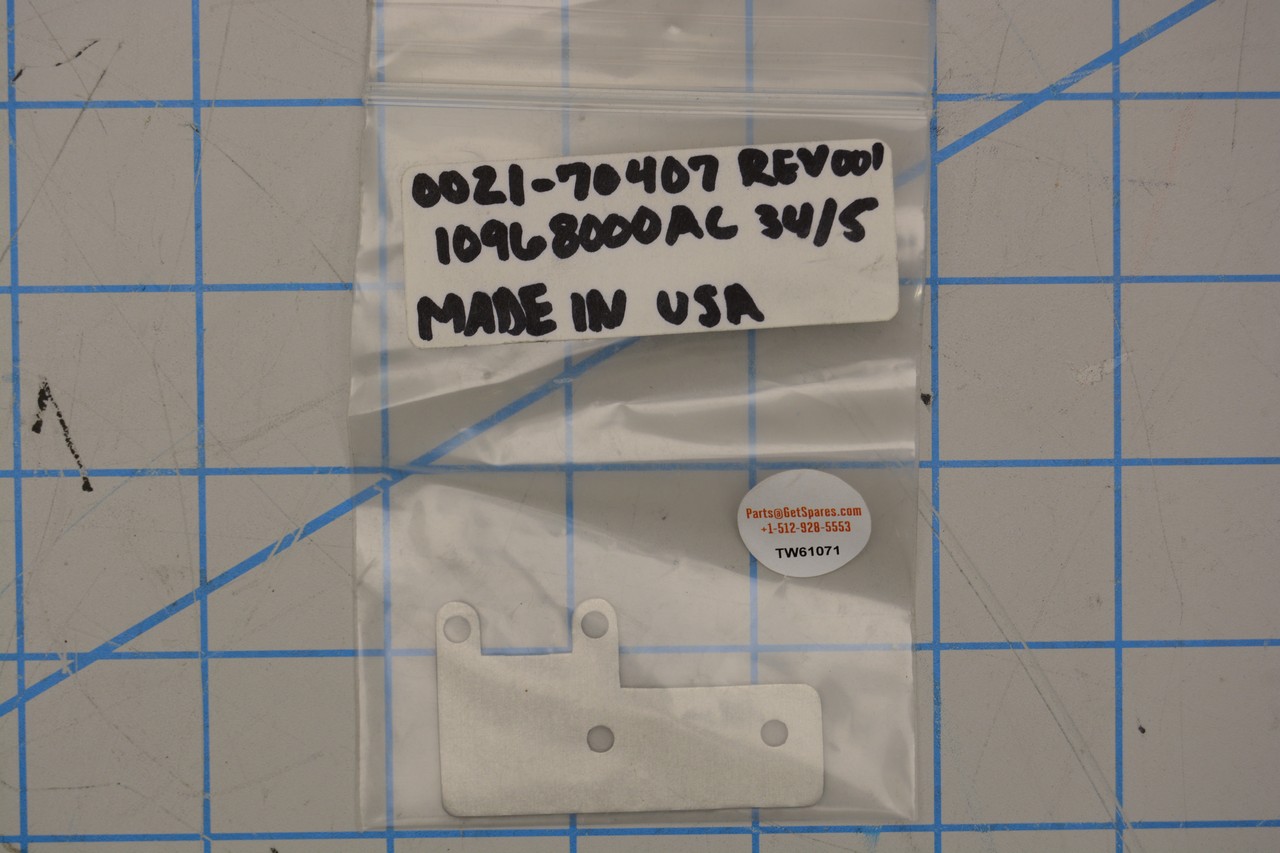 0021-70407 REV001
10968000AC 34/5
MADE IN USA
Parts@GetSpares.com
+1-512-928-5553
TW61071